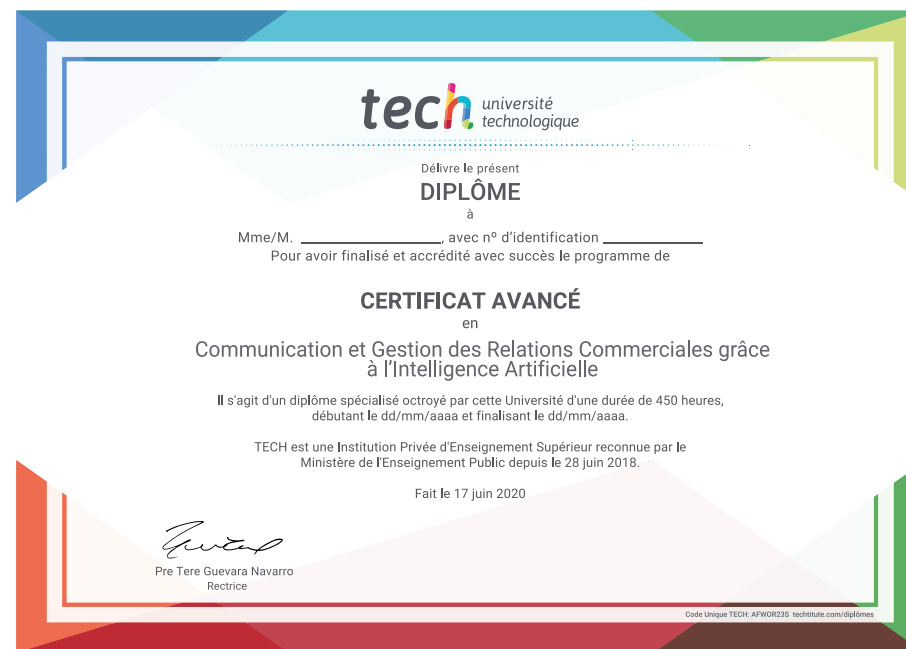 tech université
technologique
Délivre le présent
DIPLÔME
à
Mme/M. ____________________, avec nº d'identification ______________
Pour avoir finalisé et accrédité avec succès le programme de
CERTIFICAT AVANCÉ
en
Communication et Gestion des Relations Commerciales grâce
à l'Intelligence Artificielle
Il s'agit d'un diplôme spécialisé octroyé par cette Université d'une durée de 450 heures,
débutant le dd/mm/aaaa et finalisant le dd/mm/aaaa.
TECH est une Institution Privée d'Enseignement Supérieur reconnue par le
Ministère de l'Enseignement Public depuis le 28 juin 2018.
Fait le 17 juin 2020
Pre Tere Guevara Navarro
Rectrice
Code Unique TECH: AFWOR23S techtitute.com/diplômes